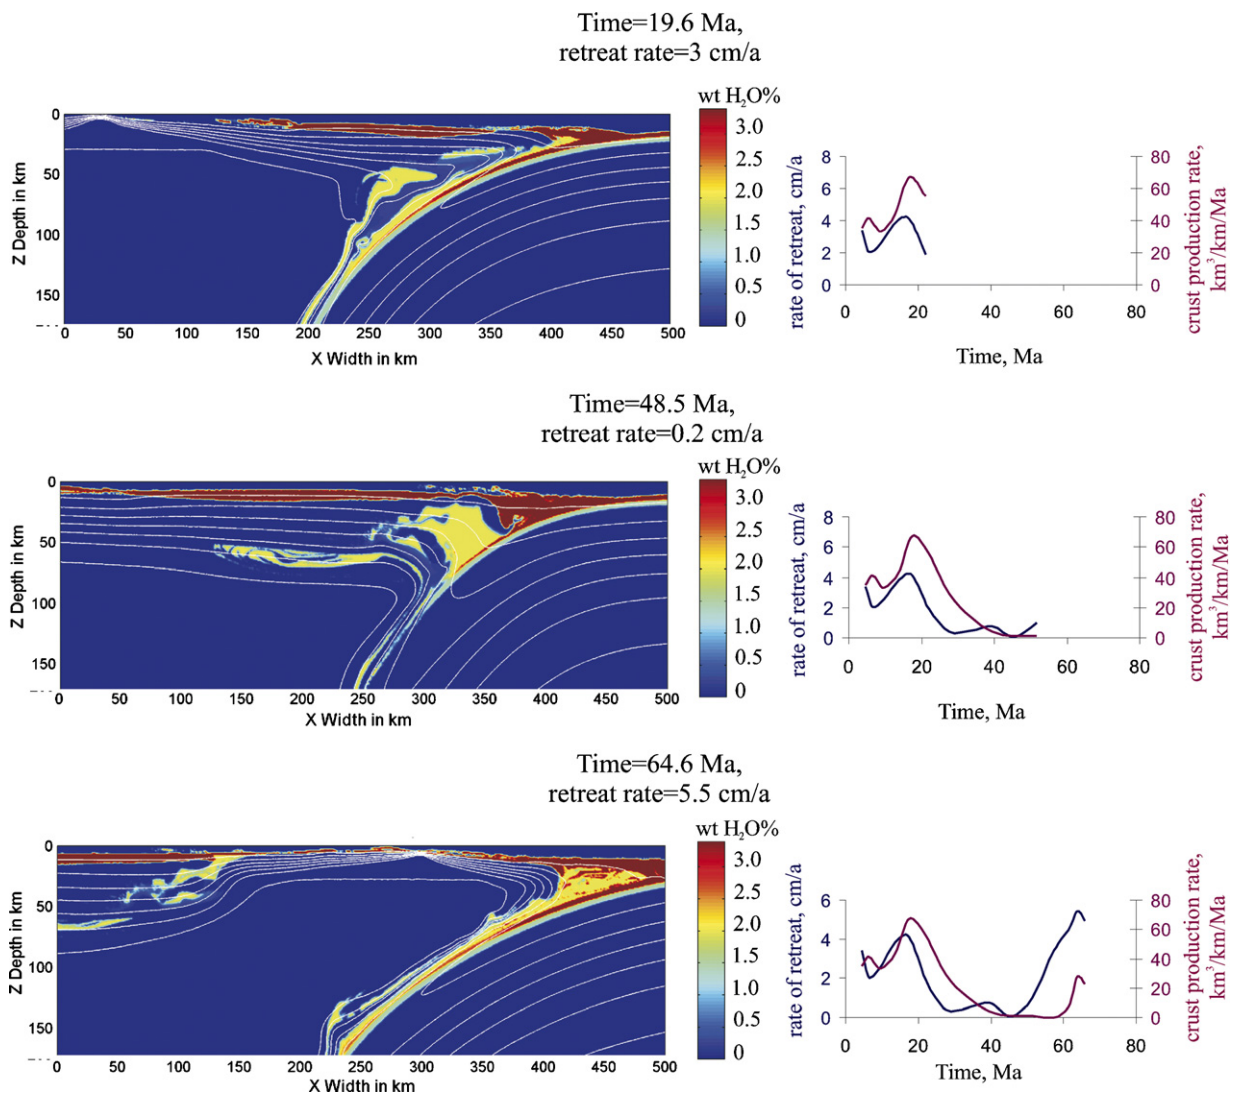 Time=19.6 Ma,
retreat rate=3 cm/a
wt H₂O%
0
50
100
150
Z Depth in km
0 50 100 150 200 250 300 350 400 450 500
X Width in km
3.0
2.5
2.0
1.5
1.0
0.5
0
rate of retreat, cm/a
8
6
4
2
0
80
60
40
20
0
crust production rate,
km³/km/Ma
0 20 40 60 80
Time, Ma
Time=48.5 Ma,
retreat rate=0.2 cm/a
wt H₂O%
0
50
100
150
Z Depth in km
0 50 100 150 200 250 300 350 400 450 500
X Width in km
3.0
2.5
2.0
1.5
1.0
0.5
0
rate of retreat, cm/a
8
6
4
2
0
80
60
40
20
0
crust production rate,
km³/km/Ma
0 20 40 60 80
Time, Ma
Time=64.6 Ma,
retreat rate=5.5 cm/a
wt H₂O%
0
50
100
150
Z Depth in km
0 50 100 150 200 250 300 350 400 450 500
X Width in km
3.0
2.5
2.0
1.5
1.0
0.5
0
rate of retreat, cm/a
6
4
2
0
80
60
40
20
0
crust production rate,
km³/km/Ma
0 20 40 60 80
Time, Ma